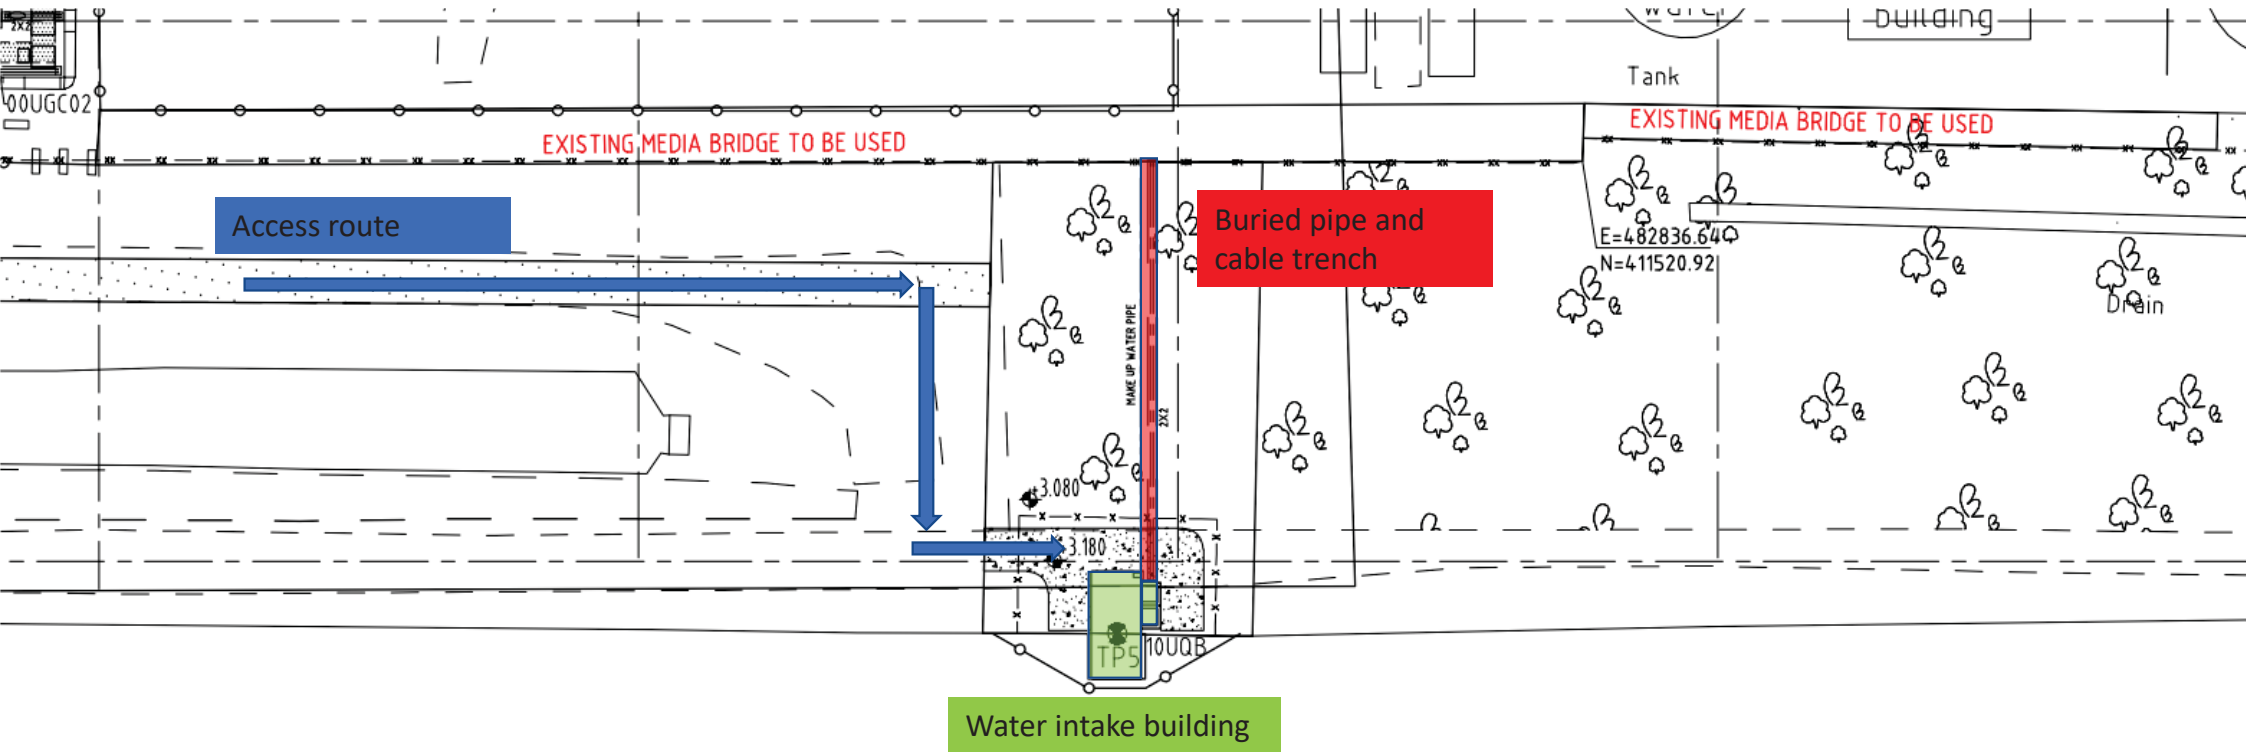 2X2
building
Tank
00UGC02
EXISTING MEDIA BRIDGE TO BE USED
EXISTING MEDIA BRIDGE TO BE USED
Access route
Buried pipe and
cable trench
E=482836.64
N=411520.92
Drain
MAKE UP WATER PIPE
2X2
+3.080
3.180
TP5
10UQB
Water intake building